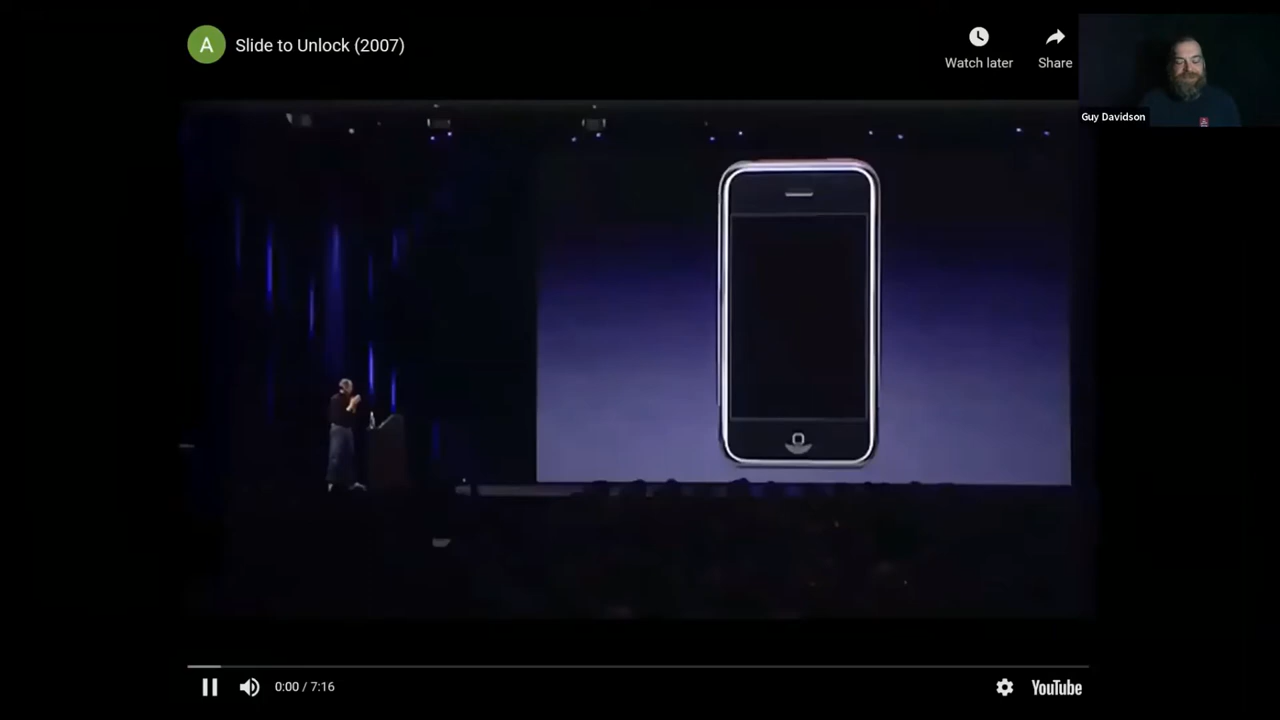 A
Slide to Unlock (2007)
Watch later
Share
Guy Davidson
0:00 / 7:16
YouTube